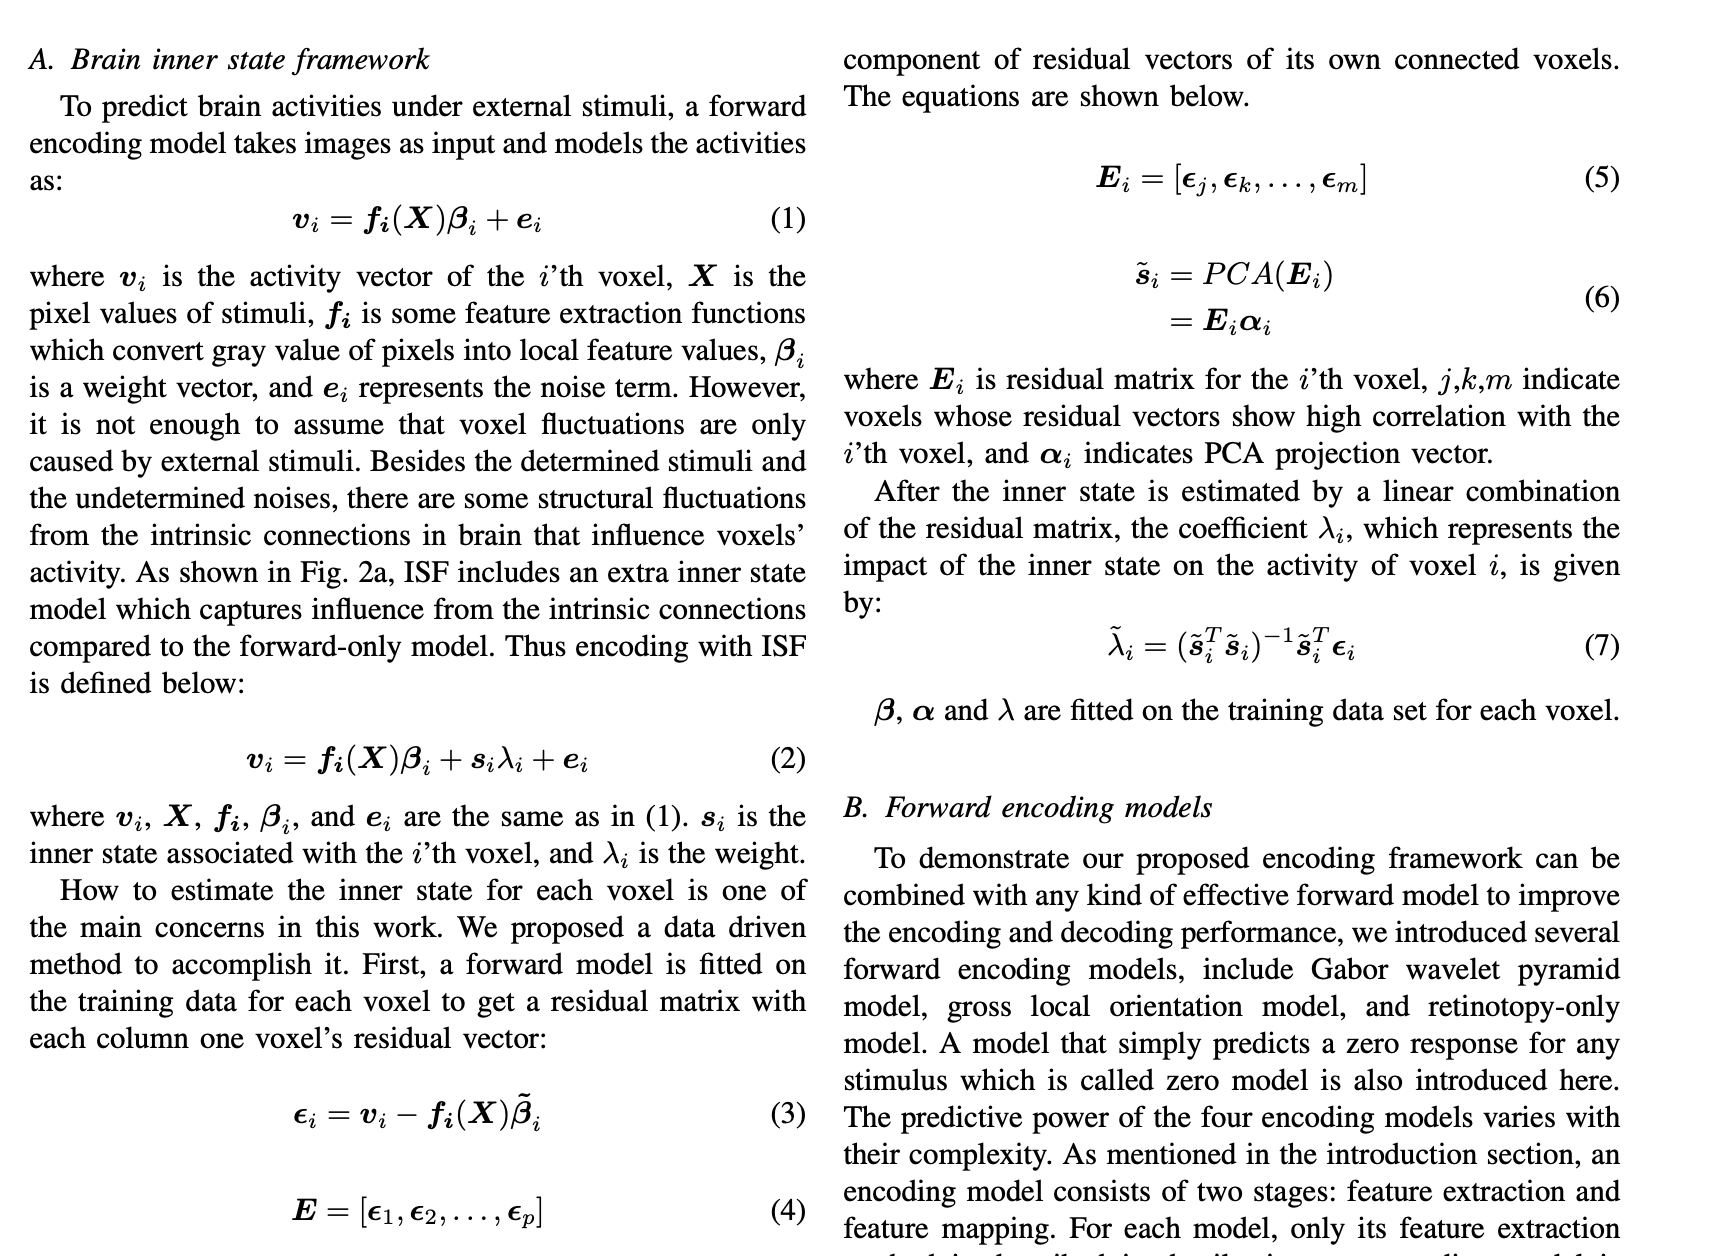 A. Brain inner state framework
To predict brain activities under external stimuli, a forward
encoding model takes images as input and models the activities
as:
v_i = f_i(X)β_i + e_i (1)
where v_i is the activity vector of the i’th voxel, X is the
pixel values of stimuli, f_i is some feature extraction functions
which convert gray value of pixels into local feature values, β_i
is a weight vector, and e_i represents the noise term. However,
it is not enough to assume that voxel fluctuations are only
caused by external stimuli. Besides the determined stimuli and
the undetermined noises, there are some structural fluctuations
from the intrinsic connections in brain that influence voxels’
activity. As shown in Fig. 2a, ISF includes an extra inner state
model which captures influence from the intrinsic connections
compared to the forward-only model. Thus encoding with ISF
is defined below:
v_i = f_i(X)β_i + s_iλ_i + e_i (2)
where v_i, X, f_i, β_i, and e_i are the same as in (1). s_i is the
inner state associated with the i’th voxel, and λ_i is the weight.
How to estimate the inner state for each voxel is one of
the main concerns in this work. We proposed a data driven
method to accomplish it. First, a forward model is fitted on
the training data for each voxel to get a residual matrix with
each column one voxel’s residual vector:
ϵ_i = v_i − f_i(X)β̃_i (3)
E = [ϵ_1, ϵ_2, . . . , ϵ_p] (4)
component of residual vectors of its own connected voxels.
The equations are shown below.
E_i = [ϵ_j, ϵ_k, . . . , ϵ_m] (5)
s̃_i = PCA(E_i)
= E_iα_i (6)
where E_i is residual matrix for the i’th voxel, j,k,m indicate
voxels whose residual vectors show high correlation with the
i’th voxel, and α_i indicates PCA projection vector.
After the inner state is estimated by a linear combination
of the residual matrix, the coefficient λ_i, which represents the
impact of the inner state on the activity of voxel i, is given
by:
λ̃_i = (s̃_i^T s̃_i)^{−1} s̃_i^T ϵ_i (7)
β, α and λ are fitted on the training data set for each voxel.
B. Forward encoding models
To demonstrate our proposed encoding framework can be
combined with any kind of effective forward model to improve
the encoding and decoding performance, we introduced several
forward encoding models, include Gabor wavelet pyramid
model, gross local orientation model, and retinotopy-only
model. A model that simply predicts a zero response for any
stimulus which is called zero model is also introduced here.
The predictive power of the four encoding models varies with
their complexity. As mentioned in the introduction section, an
encoding model consists of two stages: feature extraction and
feature mapping. For each model, only its feature extraction